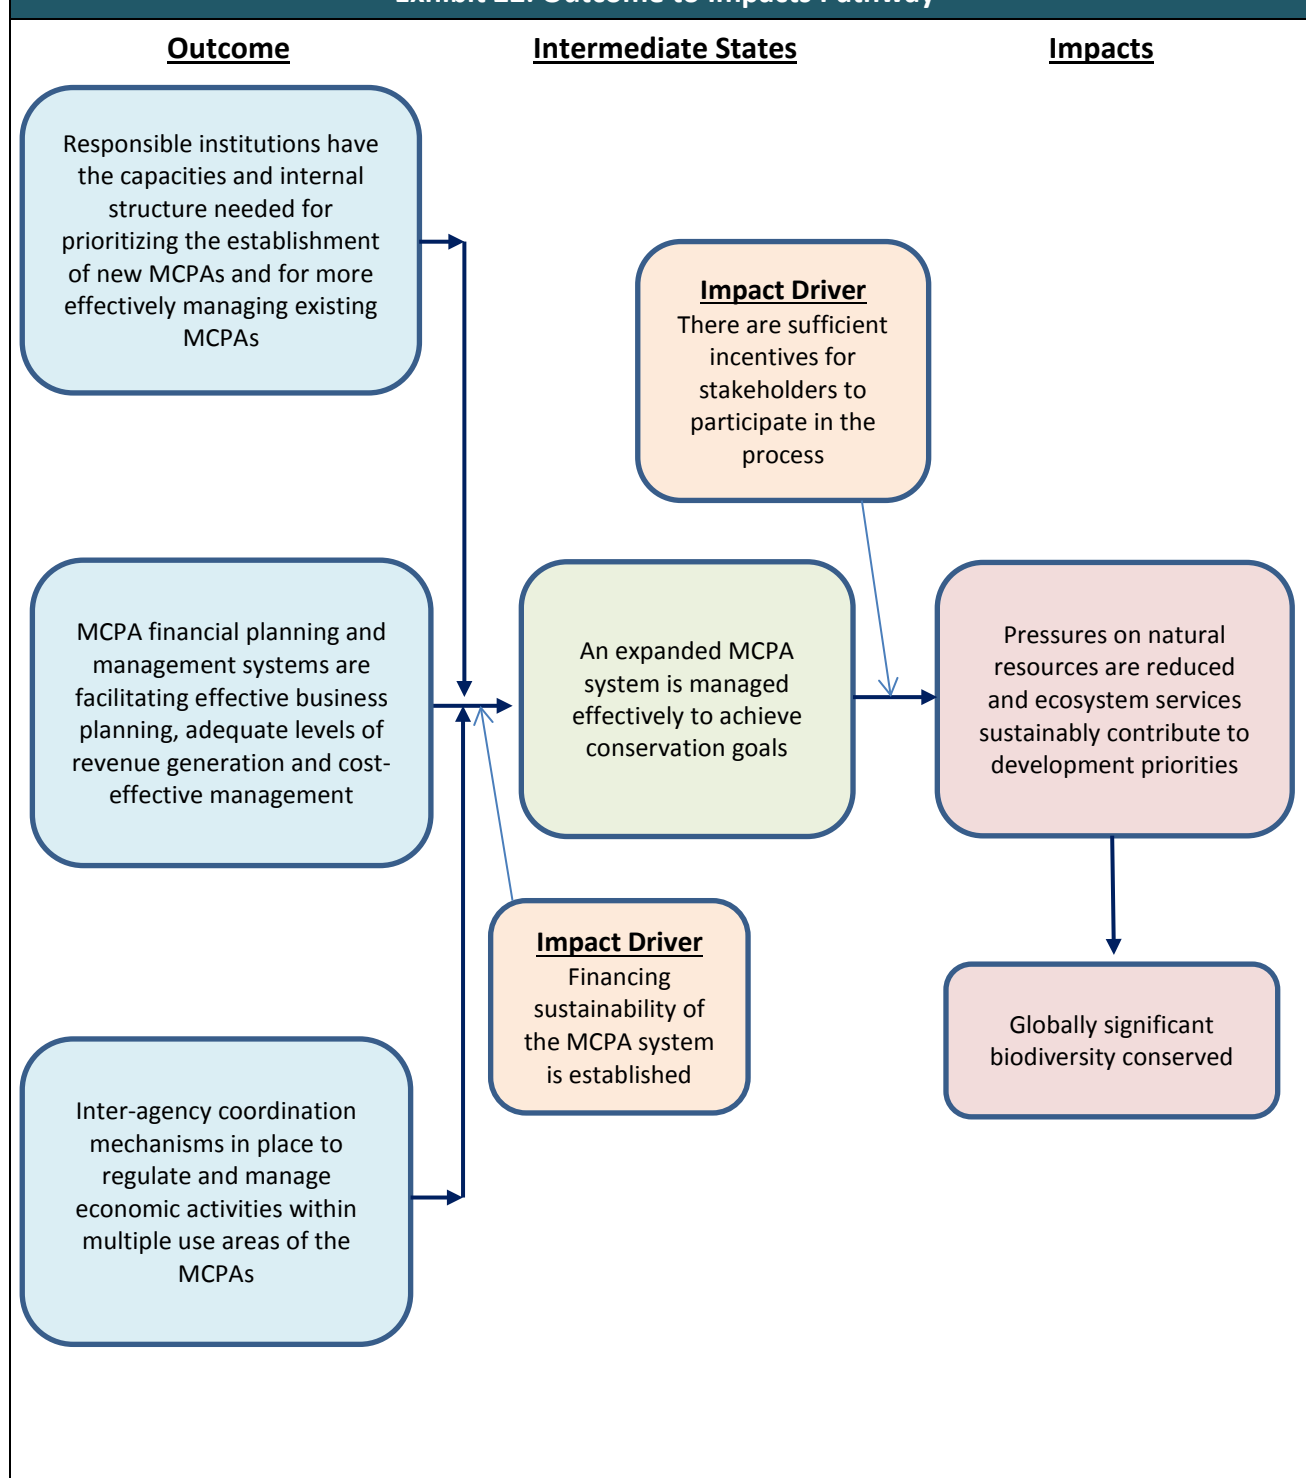 Outcome to Impacts Pathway
Outcome
Intermediate States
Impacts
Responsible institutions have
the capacities and internal
structure needed for
prioritizing the establishment
of new MCPAs and for more
effectively managing existing
MCPAs
Impact Driver
There are sufficient
incentives for
stakeholders to
participate in the
process
MCPA financial planning and
management systems are
facilitating effective business
planning, adequate levels of
revenue generation and cost-
effective management
An expanded MCPA
system is managed
effectively to achieve
conservation goals
Pressures on natural
resources are reduced
and ecosystem services
sustainably contribute to
development priorities
Impact Driver
Financing
sustainability of
the MCPA system
is established
Globally significant
biodiversity conserved
Inter-agency coordination
mechanisms in place to
regulate and manage
economic activities within
multiple use areas of the
MCPAs